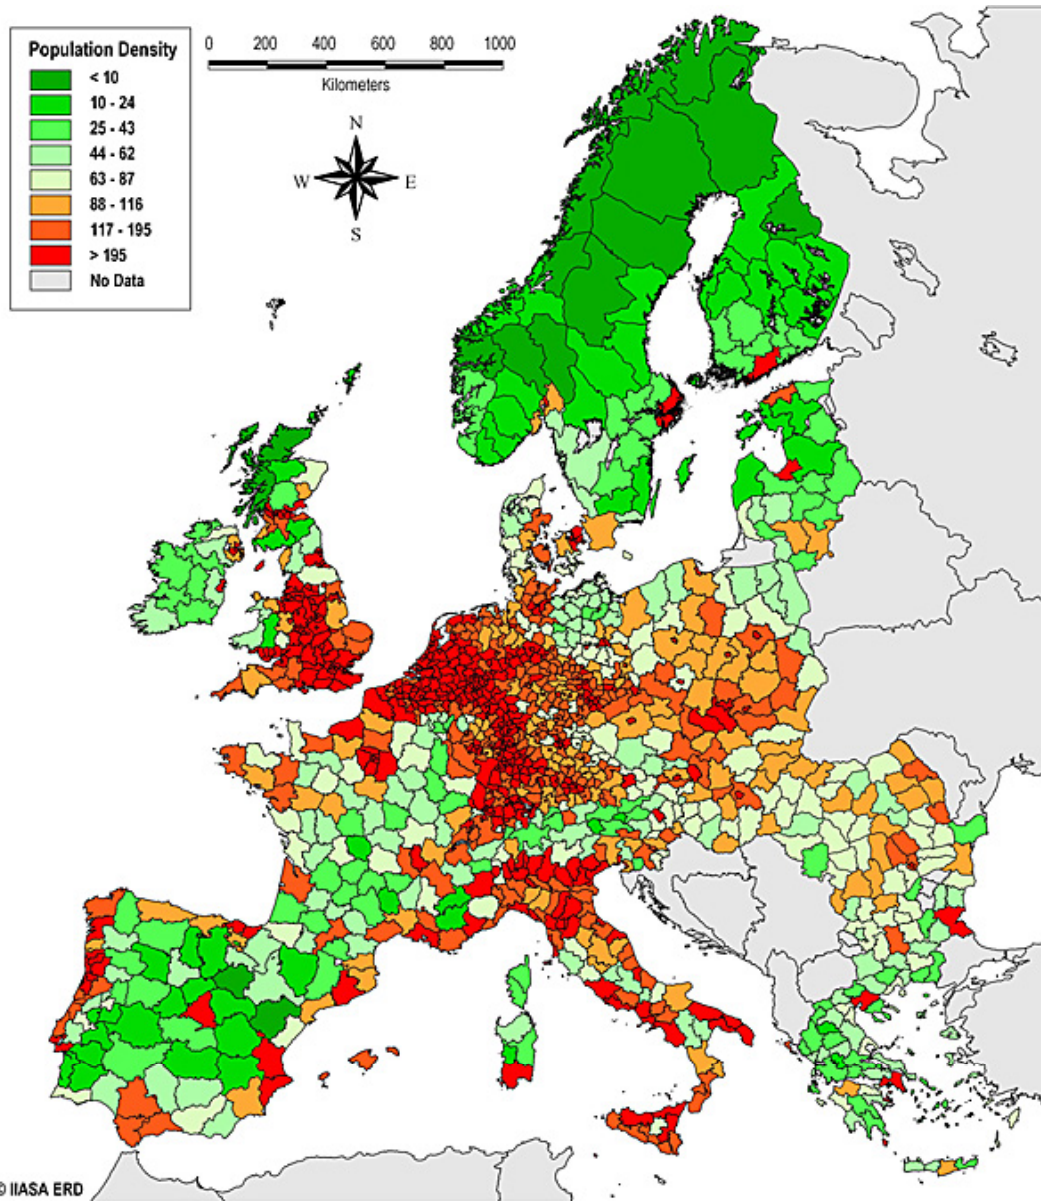 Population Density
< 10
10 - 24
25 - 43
44 - 62
63 - 87
88 - 116
117 - 195
> 195
No Data
0 200 400 600 800 1000
Kilometers
N
W E
S
© IIASA ERD